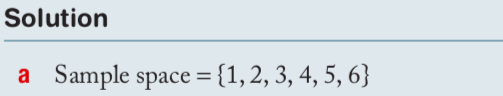 Solution
a Sample space = {1, 2, 3, 4, 5, 6}